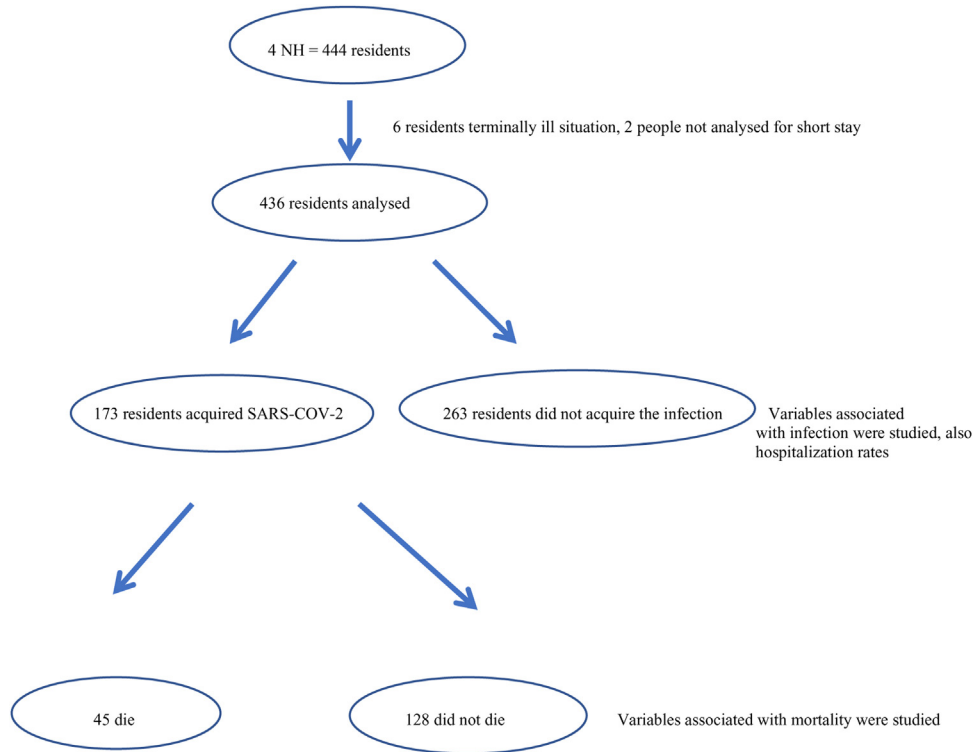 4 NH = 444 residents
6 residents terminally ill situation, 2 people not analysed for short stay
436 residents analysed
173 residents acquired SARS-COV-2
263 residents did not acquire the infection
Variables associated
with infection were studied, also
hospitalization rates
45 die
128 did not die
Variables associated with mortality were studied